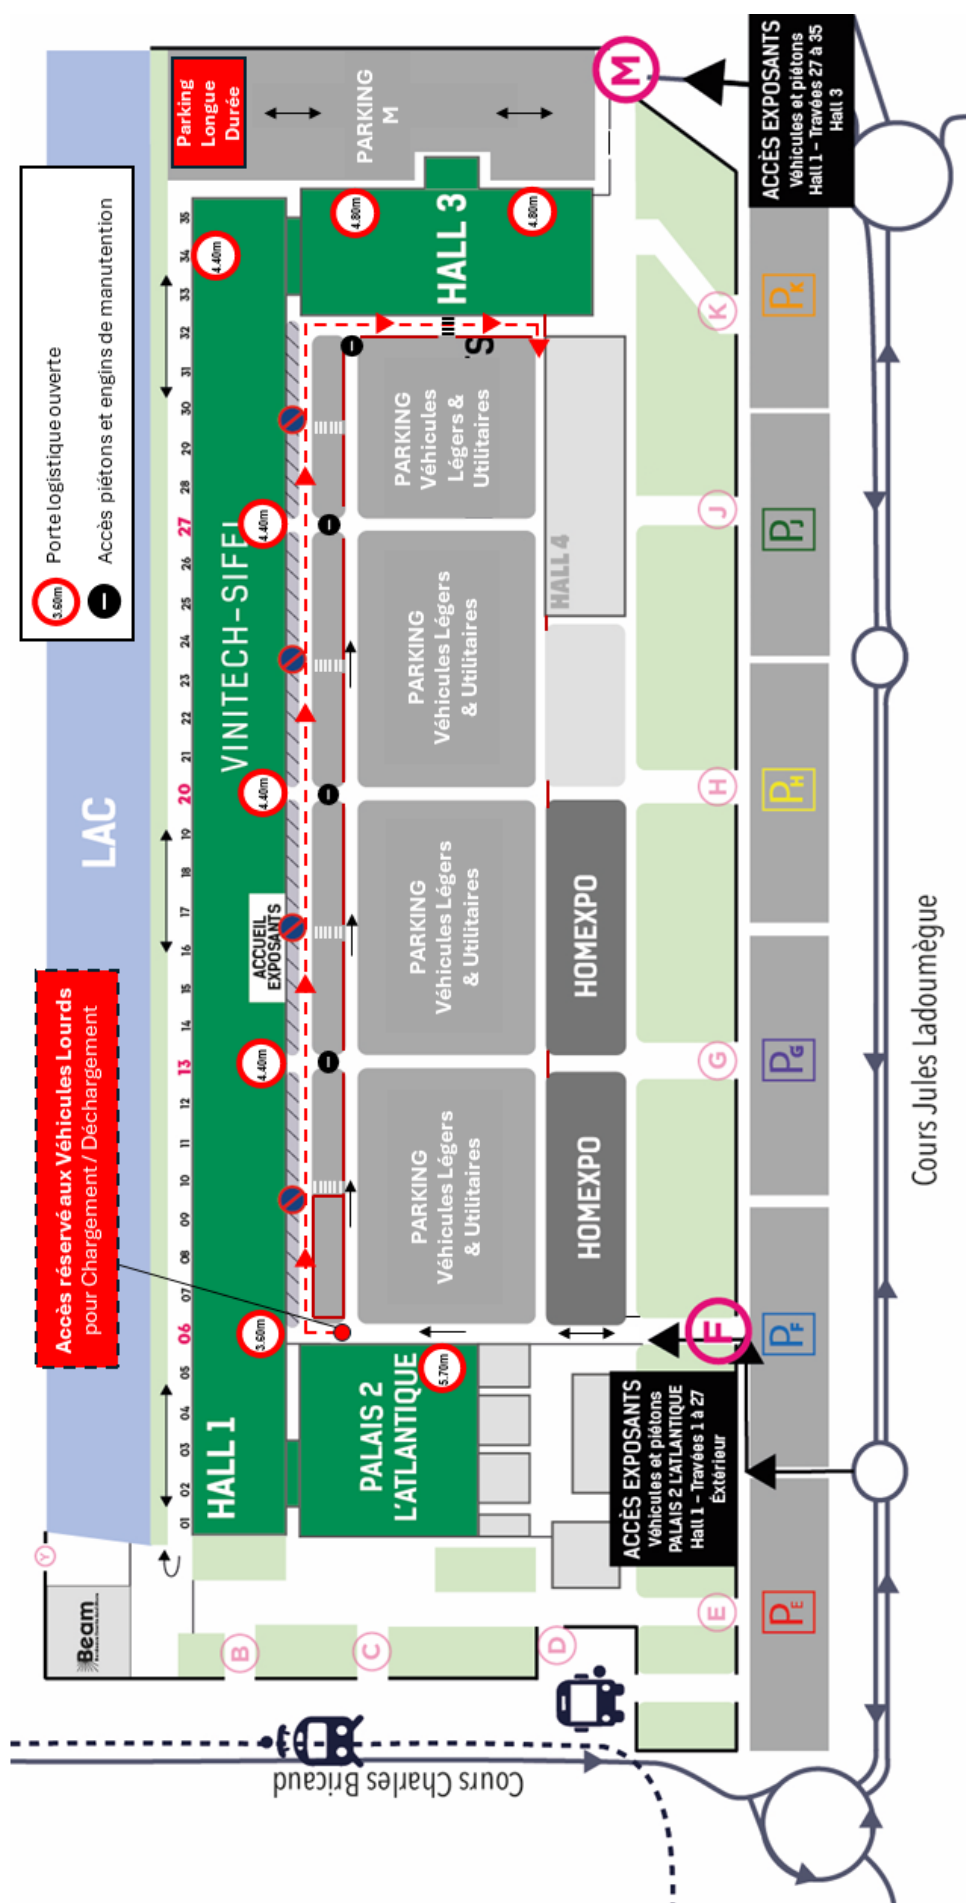 3.60m
Porte logistique ouverte
Accès piétons et engins de manutention
LAC
Accès réservé aux Véhicules Lourds
pour Chargement / Déchargement
Y
Beam
01
02
03
04
05
06
07
08
09
10
11
12
13
14
15
16
17
18
19
20
21
22
23
24
25
26
27
28
29
30
31
32
33
34
35
HALL 1
VINITECH-SIFEL
3.60m
4.40m
4.40m
4.40m
4.40m
ACCUEIL
EXPOSANTS
Parking
Longue
Durée
PARKING
M
HALL 3
4.80m
4.80m
PALAIS 2
L'ATLANTIQUE
5.70m
PARKING
Véhicules Légers
& Utilitaires
PARKING
Véhicules Légers
& Utilitaires
PARKING
Véhicules Légers
& Utilitaires
PARKING
Véhicules
Légers &
Utilitaires
HOMEXPO
HOMEXPO
HALL 4
B
C
D
E
F
G
H
J
K
M
ACCÈS EXPOSANTS
Véhicules et piétons
PALAIS 2 L'ATLANTIQUE
Hall 1 – Travées 1 à 27
Extérieur
ACCÈS EXPOSANTS
Véhicules et piétons
Hall 1 – Travées 27 à 35
Hall 3
PE
PF
PG
PH
PJ
PK
Cours Charles Bricaud
Cours Jules Ladoumègue